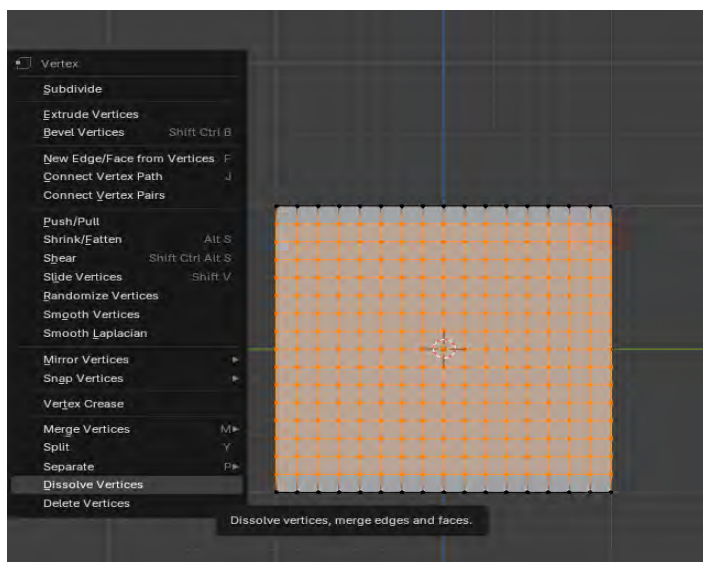 Vertex
Subdivide
Extrude Vertices
Bevel Vertices Shift Ctrl B
New Edge/Face from Vertices F
Connect Vertex Path J
Connect Vertex Pairs
Push/Pull
Shrink/Fatten Alt S
Shear Shift Ctrl Alt S
Slide Vertices Shift V
Randomize Vertices
Smooth Vertices
Smooth Laplacian
Mirror Vertices
Snap Vertices
Vertex Crease
Merge Vertices M
Split Y
Separate P
Dissolve Vertices
Delete Vertices
Dissolve vertices, merge edges and faces.